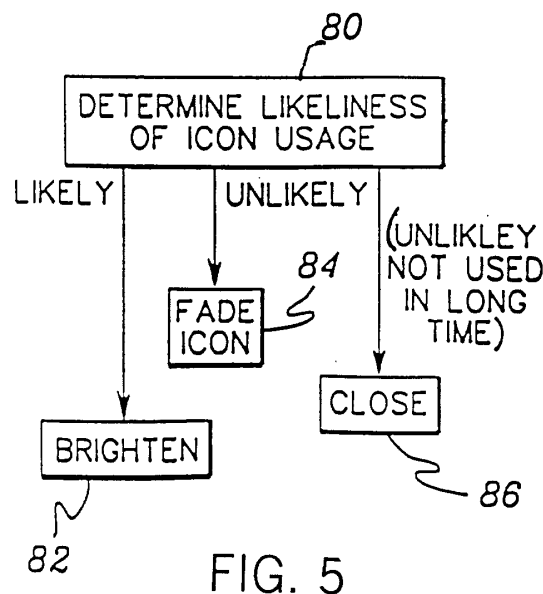 80
DETERMINE LIKELINESS
OF ICON USAGE
LIKELY
UNLIKELY
(UNLIKLEY
NOT USED
IN LONG
TIME)
84
FADE
ICON
CLOSE
BRIGHTEN
86
82
FIG. 5